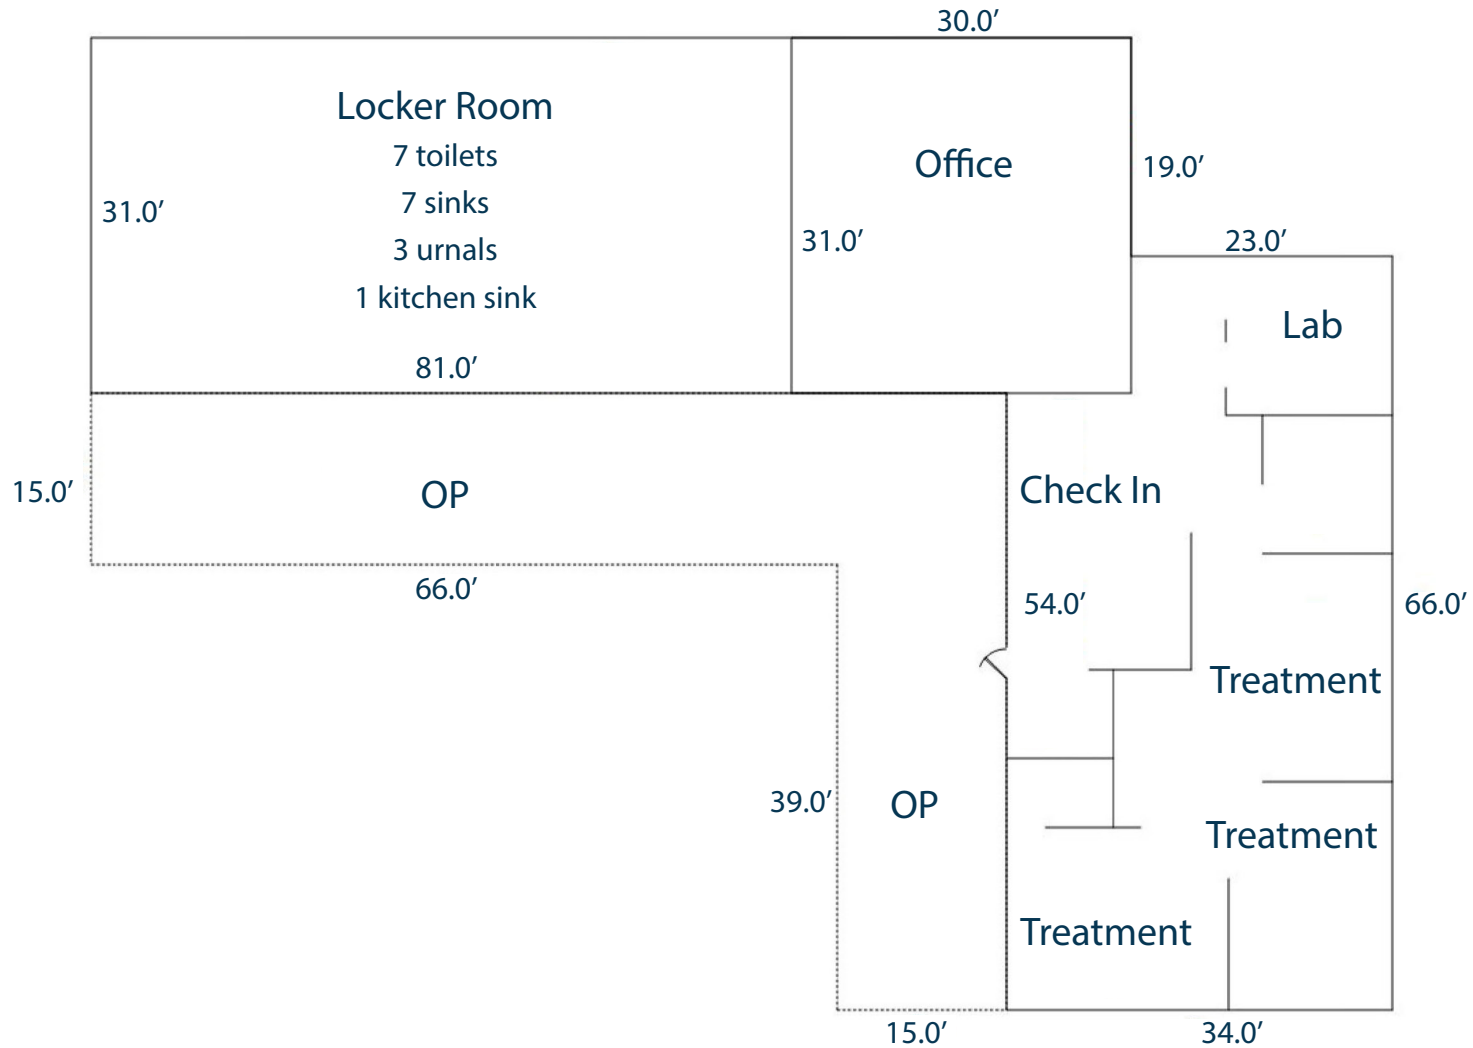 30.0’
Locker Room
7 toilets
7 sinks
3 urnals
1 kitchen sink
31.0’
81.0’
Office
31.0’
19.0’
23.0’
Lab
15.0’
OP
66.0’
Check In
54.0’
66.0’
Treatment
39.0’
OP
Treatment
Treatment
15.0’
34.0’